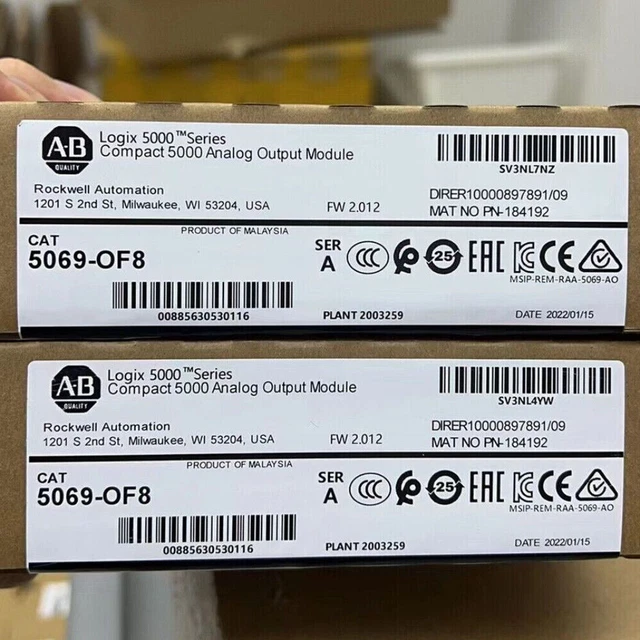 A-B
QUALITY
Logix 5000™Series
Compact 5000 Analog Output Module
SV3NL7NZ
Rockwell Automation
1201 S 2nd St, Milwaukee, WI 53204, USA
FW 2.012
DIRER10000897891/09
MAT NO PN-184192
PRODUCT OF MALAYSIA
CAT
5069-OF8
SER
A
CCC
25
EAC
CE
MSIP-REM-RAA-5069-AO
00885630530116
PLANT 2003259
DATE 2022/01/15
A-B
QUALITY
Logix 5000™Series
Compact 5000 Analog Output Module
SV3NL4YW
Rockwell Automation
1201 S 2nd St, Milwaukee, WI 53204, USA
FW 2.012
DIRER10000897891/09
MAT NO PN-184192
PRODUCT OF MALAYSIA
CAT
5069-OF8
SER
A
CCC
25
EAC
CE
MSIP-REM-RAA-5069-AO
00885630530116
PLANT 2003259
DATE 2022/01/15